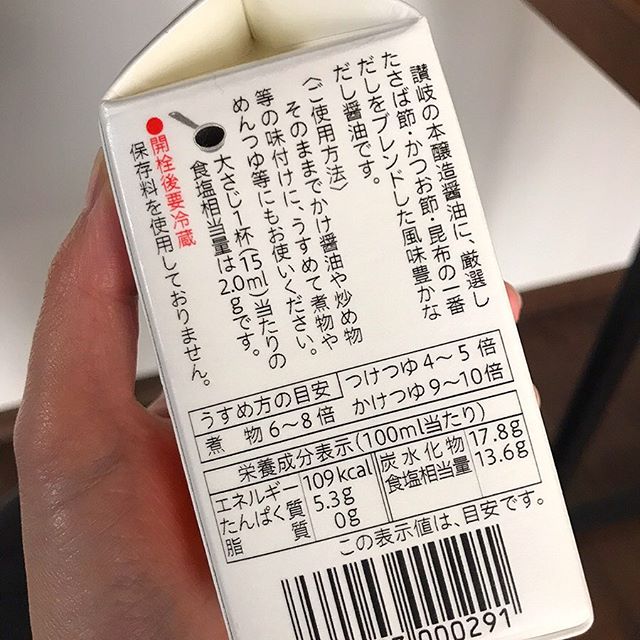 讃岐の本醸造醤油に、厳選し
たさば節・かつお節・昆布の一番
だしをブレンドした風味豊かな
だし醤油です。
〈ご使用方法〉
そのままでかけ醤油や炒め物
等の味付けに、うすめて煮物や
めんつゆ等にもお使いください。
大さじ1杯(15ml)当たりの
食塩相当量は2.0gです。
●開栓後要冷蔵
保存料を使用しておりません。
うすめ方の目安 つけつゆ 4〜5倍
煮物 6〜8倍 かけつゆ 9〜10倍
栄養成分表示(100ml当たり)
エネルギー 109kcal 炭水化物 17.8g
たんぱく質 5.3g 食塩相当量 13.6g
脂質 0g
この表示値は、目安です。
000291